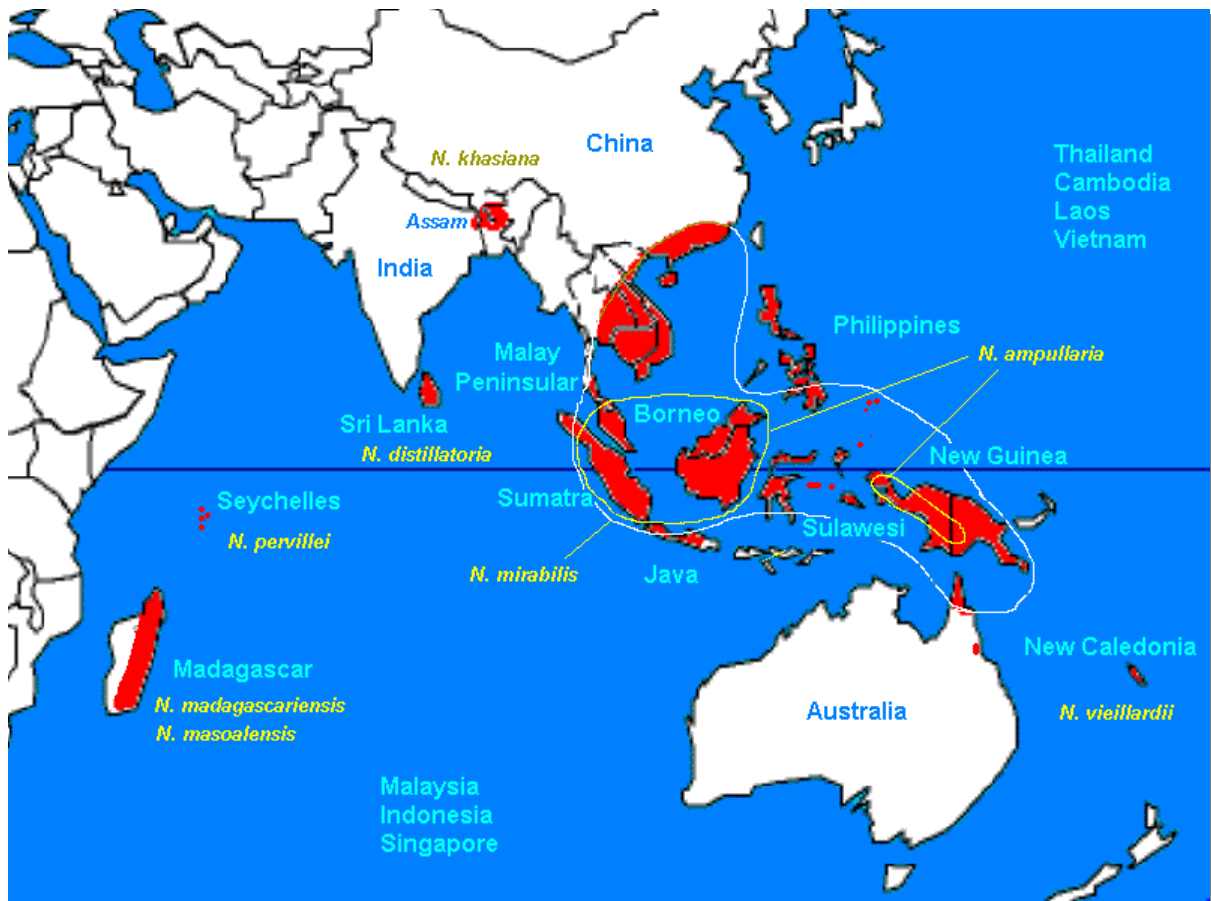 China
Thailand
Cambodia
Laos
Vietnam
N. khasiana
Assam
India
Philippines
Malay
Peninsular
N. ampullaria
Borneo
Sri Lanka
N. distillatoria
New Guinea
Seychelles
Sumatra
Sulawesi
N. pervillei
N. mirabilis
Java
Madagascar
New Caledonia
N. madagascariensis
N. masoalensis
Australia
N. vieillardii
Malaysia
Indonesia
Singapore